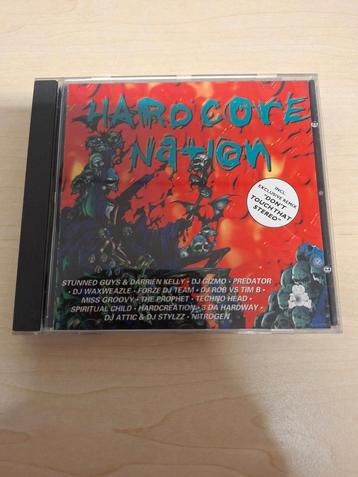 HARDCORE
Nati@n
INCL.
EXCLUSIVE REMIX
"DON'T
TOUCH THAT
STEREO"
STUNNED GUYS & DARRIEN KELLY • DJ GIZMO • PREDATOR
• DJ WAXWEAZLE • FORZE DJ TEAM • DJ ROB VS TIM B •
MISS GROOVY • THE PROPHET • TECHNO HEAD •
SPIRITUAL CHILD • HARDCREATION • 3 DA HARDWAY •
DJ ATTIC & DJ STYLZZ • NITROGEN